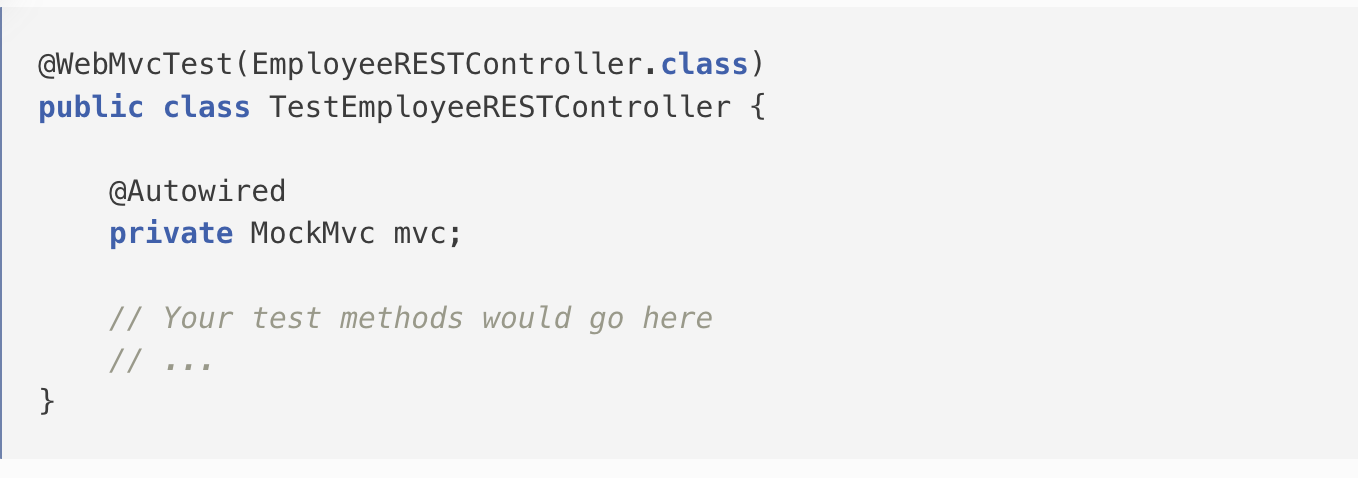 @WebMvcTest(EmployeeRESTController.class)
public class TestEmployeeRESTController {
@Autowired
private MockMvc mvc;
// Your test methods would go here
// ...
}